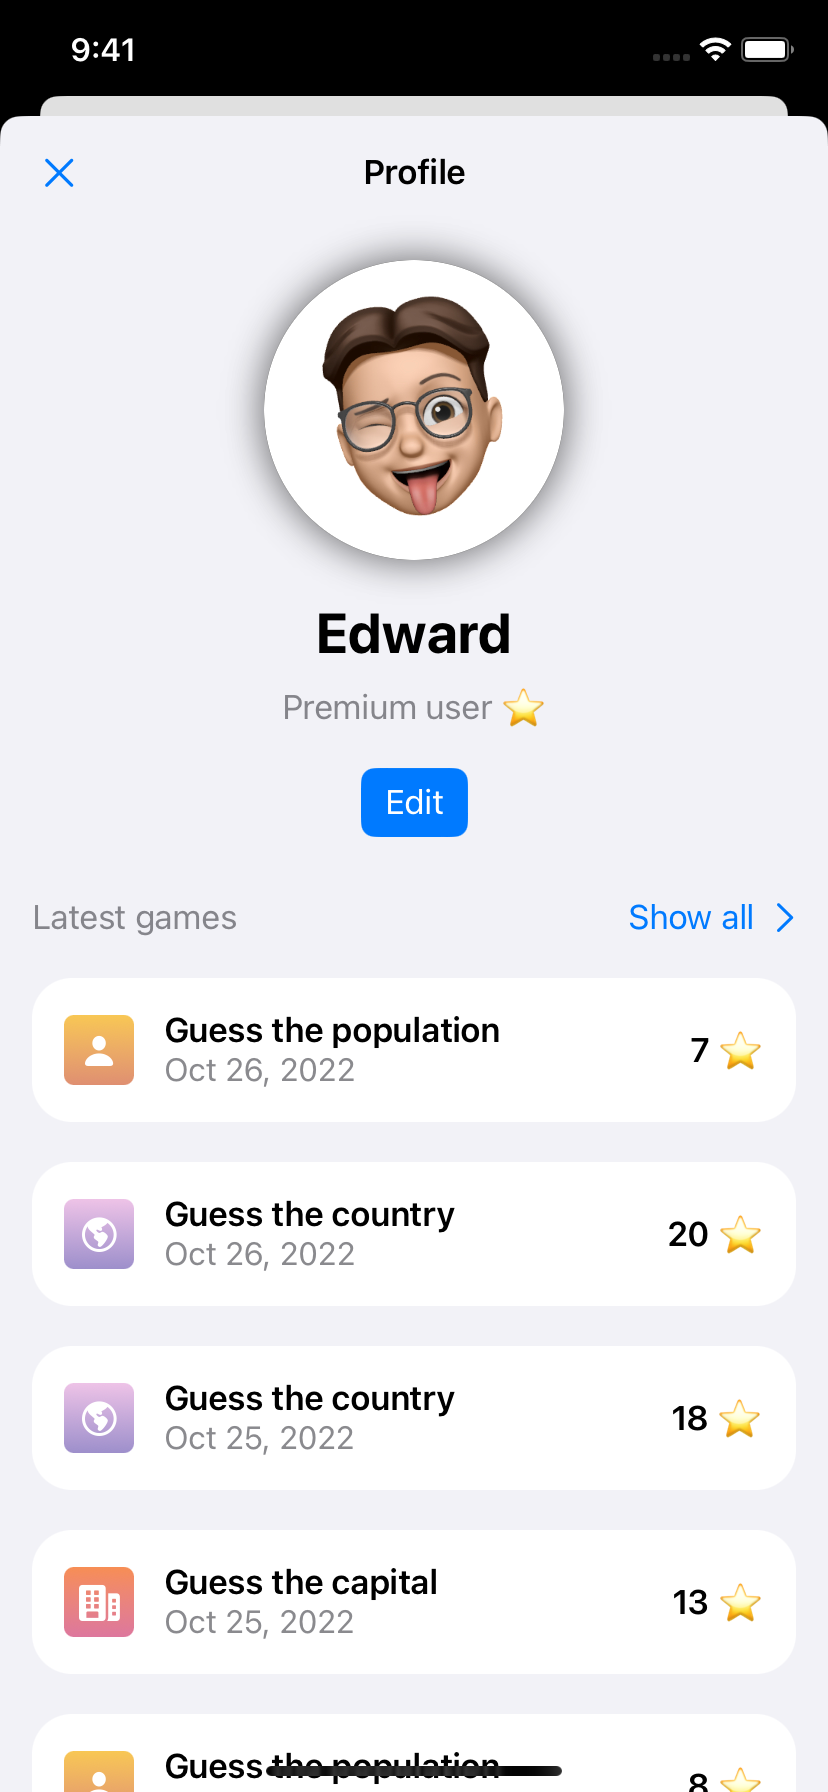 9:41
Profile
Edward
Premium user ⭐
Edit
Latest games
Show all
Guess the population
Oct 26, 2022
7 ⭐
Guess the country
Oct 26, 2022
20 ⭐
Guess the country
Oct 25, 2022
18 ⭐
Guess the capital
Oct 25, 2022
13 ⭐
Guess the population
8 ⭐